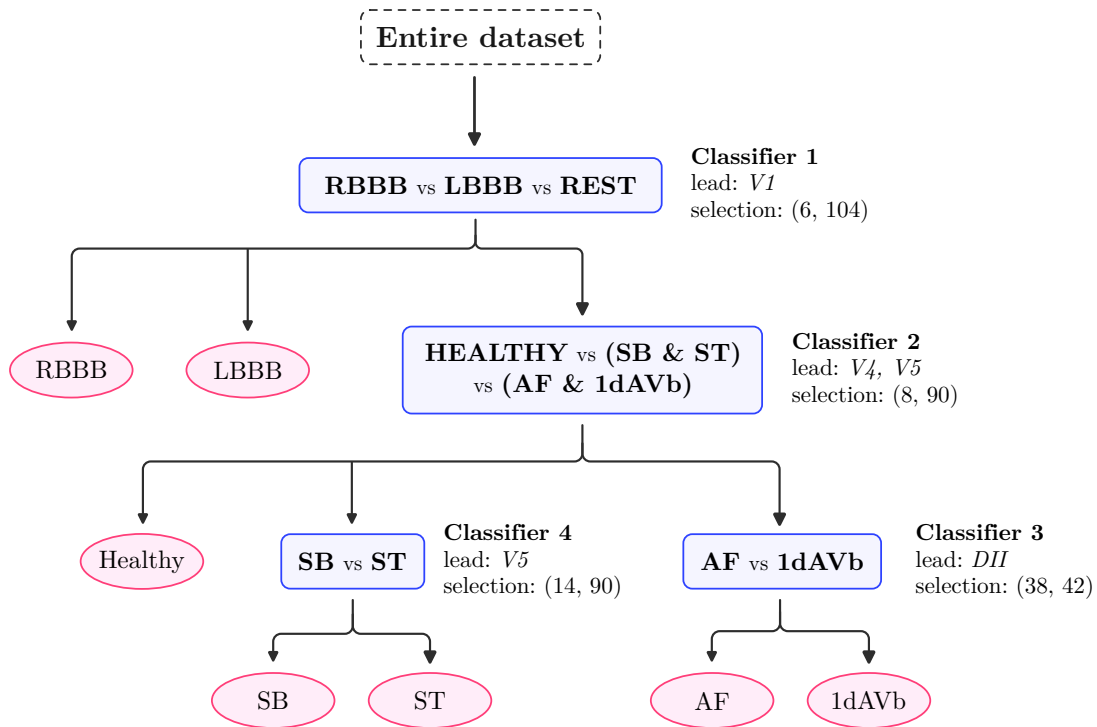 Entire dataset
RBBB vs LBBB vs REST
Classifier 1
lead: V1
selection: (6, 104)
RBBB
LBBB
HEALTHY vs (SB & ST)
vs (AF & 1dAVb)
Classifier 2
lead: V4, V5
selection: (8, 90)
Healthy
SB vs ST
Classifier 4
lead: V5
selection: (14, 90)
AF vs 1dAVb
Classifier 3
lead: DII
selection: (38, 42)
SB
ST
AF
1dAVb